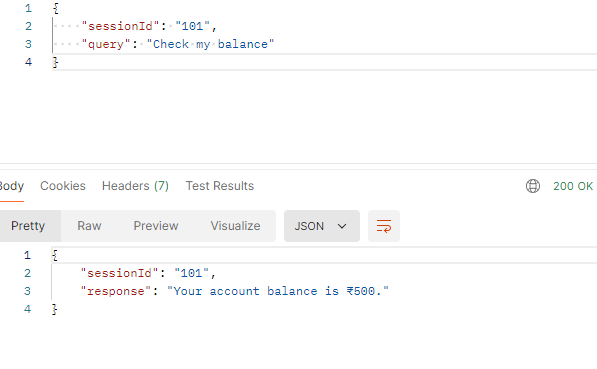 1 {
2 "sessionId": "101",
3 "query": "Check my balance"
4 }
Body Cookies Headers (7) Test Results 200 OK
Pretty Raw Preview Visualize JSON
1 {
2 "sessionId": "101",
3 "response": "Your account balance is ₹500."
4 }